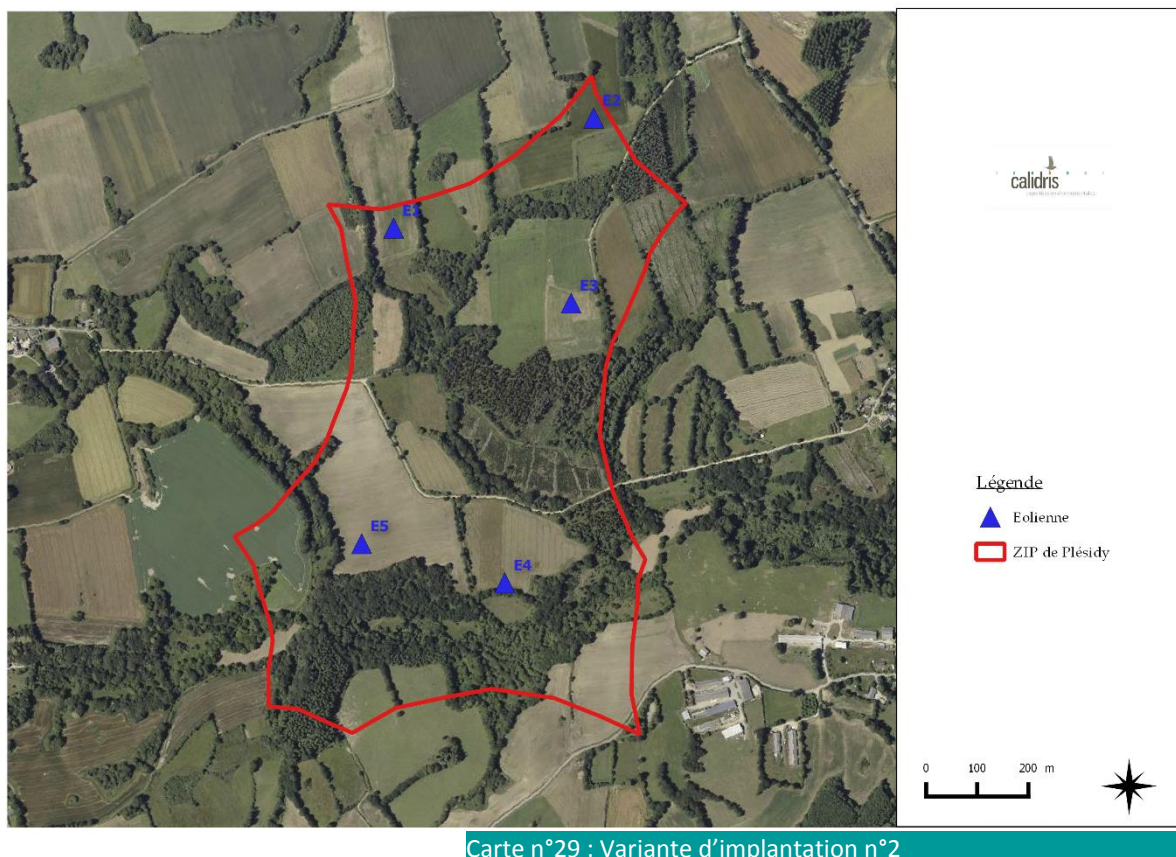 E2
E1
E3
E5
E4
calidris
Légende
Eolienne
ZIP de Plésidy
0 100 200 m
Carte n°29 : Variante d'implantation n°2